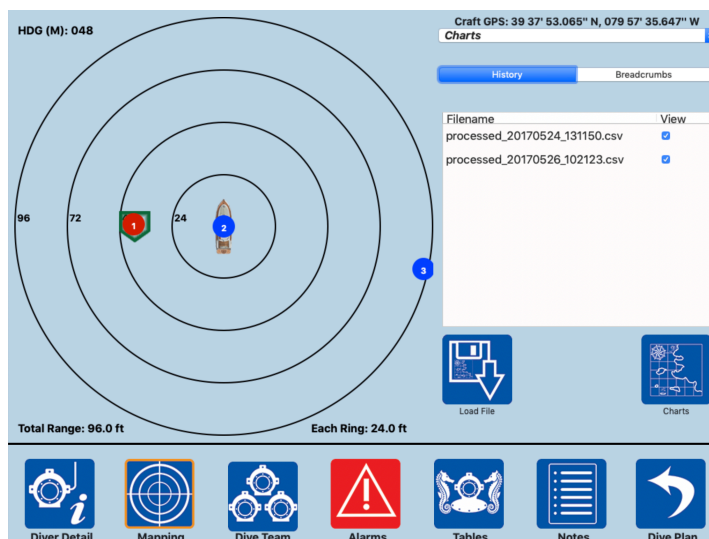 HDG (M): 048
Craft GPS: 39 37' 53.065" N, 079 57' 35.647" W
Charts
History Breadcrumbs
Filename View
processed_20170524_131150.csv
processed_20170526_102123.csv
96 72 24
1
2
3
Load File
Charts
Total Range: 96.0 ft
Each Ring: 24.0 ft
Diver Detail Mapping Dive Team Alarms Tables Notes Dive Plan